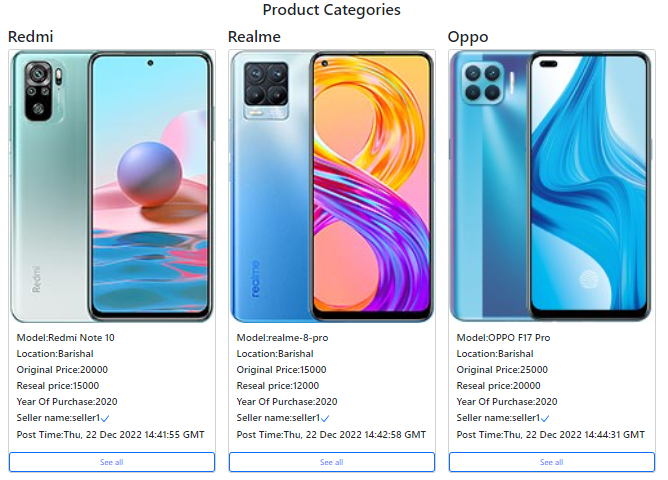 Product Categories
Redmi
Redmi
Model:Redmi Note 10
Location:Barishal
Original Price:20000
Reseal price:15000
Year Of Purchase:2020
Seller name:seller1
Post Time:Thu, 22 Dec 2022 14:41:55 GMT
See all
Realme
realme
Model:realme-8-pro
Location:Barishal
Original Price:15000
Reseal price:12000
Year Of Purchase:2020
Seller name:seller1
Post Time:Thu, 22 Dec 2022 14:42:58 GMT
See all
Oppo
Model:OPPO F17 Pro
Location:Barishal
Original Price:25000
Reseal price:20000
Year Of Purchase:2020
Seller name:seller1
Post Time:Thu, 22 Dec 2022 14:44:31 GMT
See all